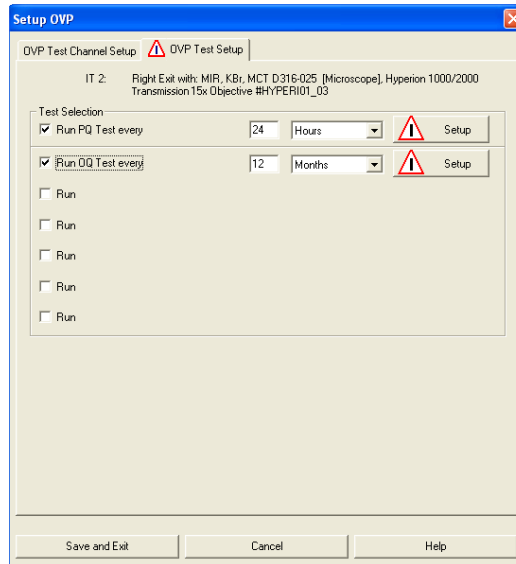 Setup OVP
OVP Test Channel Setup
OVP Test Setup
IT 2: Right Exit with: MIR, KBr, MCT D316-025 [Microscope], Hyperion 1000/2000
Transmission 15x Objective #HYPERI01_03
Test Selection
Run PQ Test every 24 Hours Setup
Run OQ Test every 12 Months Setup
Run
Run
Run
Run
Run
Save and Exit Cancel Help